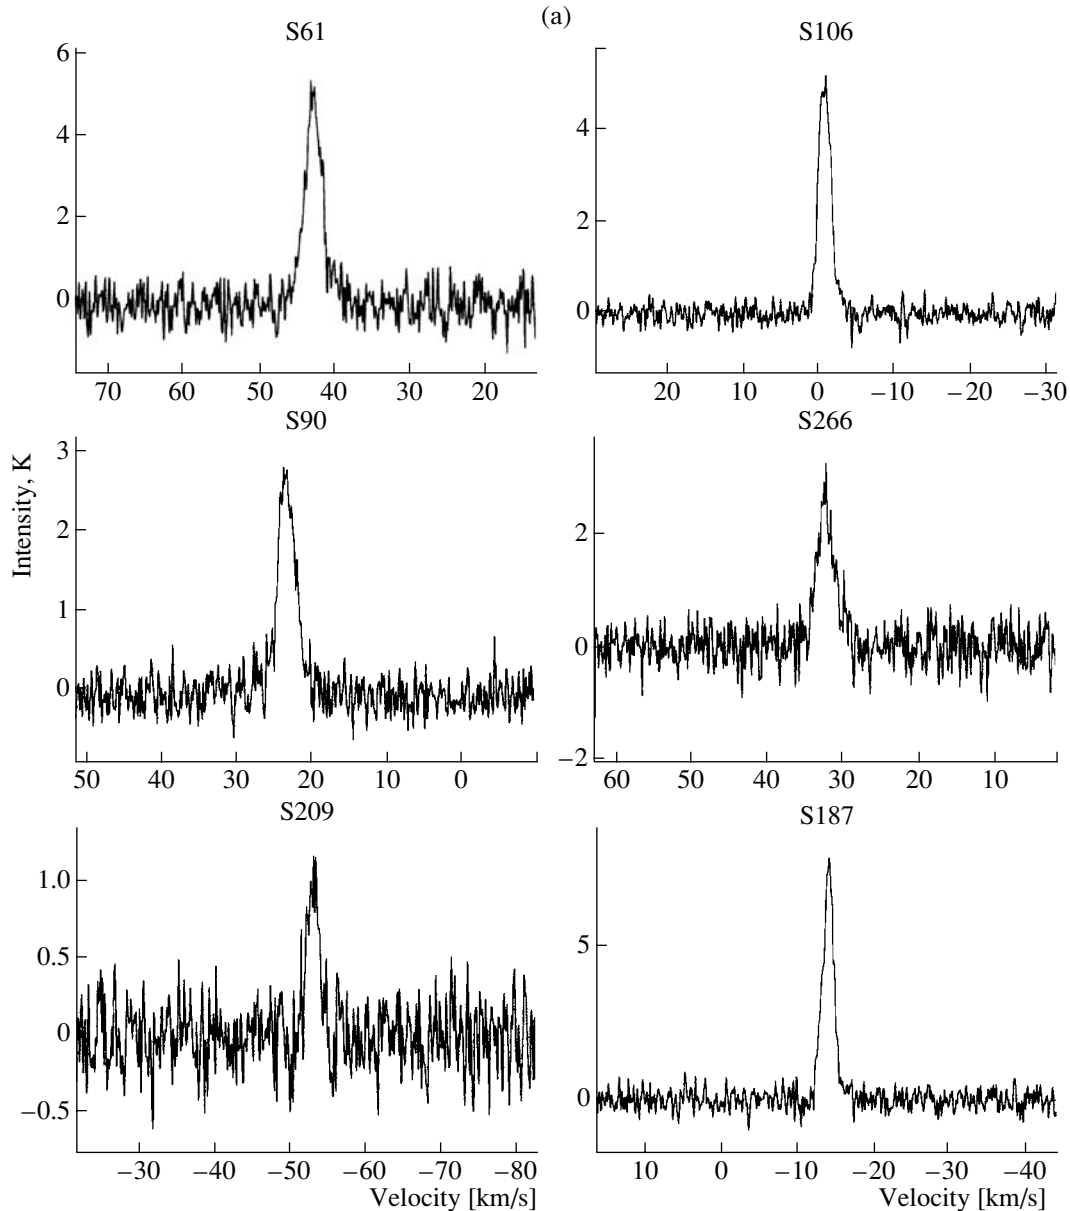 (a)
S61
S106
6
4
2
0
70 60 50 40 30 20
4
2
0
20 10 0 −10 −20 −30
S90
S266
Intensity, K
3
2
1
0
50 40 30 20 10 0
2
0
−2
60 50 40 30 20 10
S209
S187
1.0
0.5
0
−0.5
−30 −40 −50 −60 −70 −80
Velocity [km/s]
5
0
10 0 −10 −20 −30 −40
Velocity [km/s]